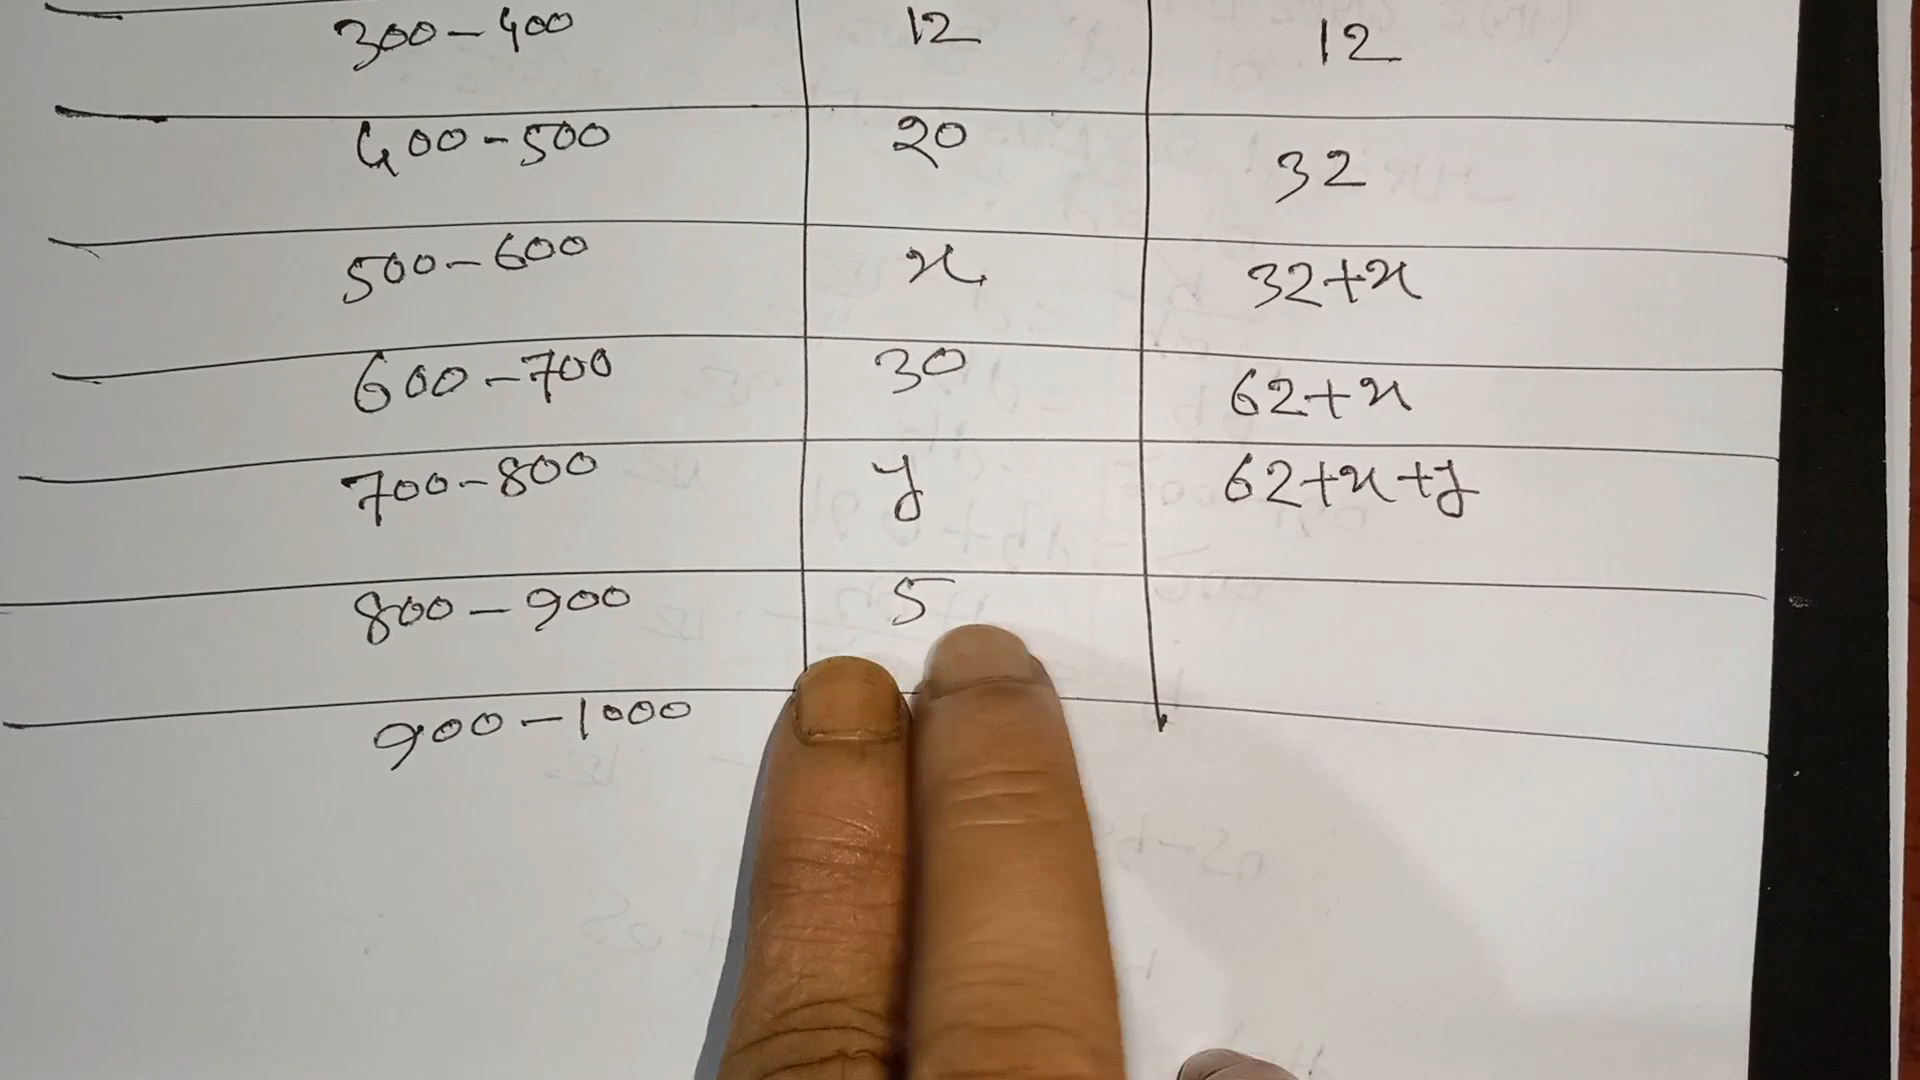 300-400 12 12
400-500 20 32
500-600 x 32+x
600-700 30 62+x
700-800 y 62+x+y
800-900 5
900-1000